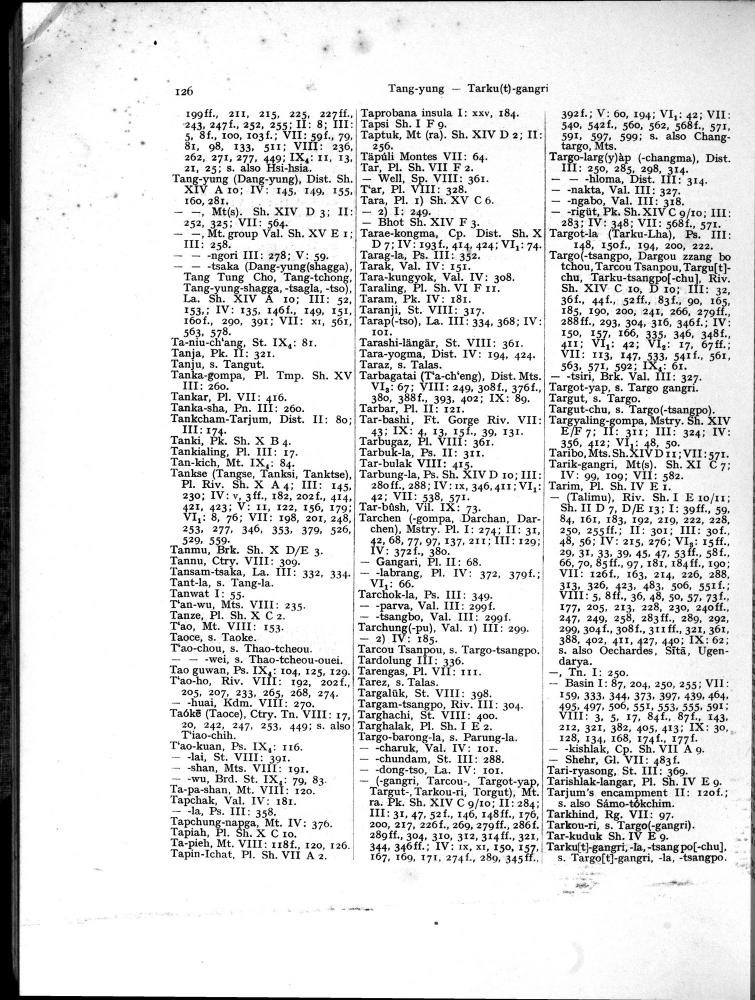 126
Tang-yung — Tarku(t)-gangri
199ff., 211, 215, 225, 227ff.,
243, 247f., 252, 255; II: 8; III:
5, 8f., 100, 103f.; VII: 59f., 79,
81, 98, 133, 511; VIII: 236,
262, 271, 277, 449; IX₄: 11, 13,
21, 25; s. also Hsi-hsia.
Tang-yung (Dang-yung), Dist. Sh.
XIV A 10; IV: 145, 149, 155,
160, 281.
— —, Mt(s). Sh. XIV D 3; II:
252, 325; VII: 564.
— —, Mt. group Val. Sh. XV E 1;
III: 258.
— — -ngori III: 278; V: 59.
— — -tsaka (Dang-yung(shagga),
Tang Tung Cho, Tang-tchong,
Tang-yung-shagga, -tsagla, -tso),
La. Sh. XIV A 10; III: 52,
153,; IV: 135, 146f., 149, 151,
160f., 290, 391; VII: XI, 561,
563, 578.
Ta-niu-ch'ang, St. IX₄: 81.
Tanja, Pk. II: 321.
Tanju, s. Tangut.
Tanka-gompa, Pl. Tmp. Sh. XV
III: 260.
Tankar, Pl. VII: 416.
Tanka-sha, Pn. III: 260.
Tankcham-Tarjum, Dist. II: 80;
III: 174.
Tanki, Pk. Sh. X B 4.
Tankialing, Pl. III: 17.
Tan-kich, Mt. IX₄: 84.
Tankse (Tangse, Tanksi, Tanktse),
Pl. Riv. Sh. X A 4; III: 145,
230; IV: v, 3ff., 182, 202f., 414,
421, 423; V: 11, 122, 156, 179;
VI₁: 8, 76; VII: 198, 201, 248,
253, 277, 346, 353, 379, 526,
529, 559.
Tanmu, Brk. Sh. X D/E 3.
Tannu, Ctry. VIII: 309.
Tansam-tsaka, La. III: 332, 334.
Tant-la, s. Tang-la.
Tanwat I: 55.
T'an-wu, Mts. VIII: 235.
Tanze, Pl. Sh. X C 2.
T'ao, Mt. VIII: 153.
Taoce, s. Taoke.
T'ao-chou, s. Thao-tcheou.
— — -wei, s. Thao-tcheou-ouei.
Tao guwan, Ps. IX₄: 104, 125, 129.
T'ao-ho, Riv. VIII: 192, 202f.,
205, 207, 233, 265, 268, 274.
— -huai, Kdm. VIII: 270.
Taókē (Taoce), Ctry. Tn. VIII: 17,
20, 242, 247, 253, 449; s. also
T'iao-chih.
T'ao-kuan, Ps. IX₄: 116.
— -lai, St. VIII: 391.
— -shan, Mts. VIII: 191.
— -wu, Brd. St. IX₄: 79, 83.
Ta-pa-shan, Mt. VIII: 120.
Tapchak, Val. IV: 181.
— -la, Ps. III: 358.
Tapchung-napga, Mt. IV: 376.
Tapiah, Pl. Sh. X C 10.
Ta-pieh, Mt. VIII: 118f., 120, 126.
Tapin-Ichat, Pl. Sh. VII A 2.
Taprobana insula I: XXV, 184.
Tapsi Sh. I F 9.
Taptuk, Mt (ra). Sh. XIV D 2; II:
256.
Täpüli Montes VII: 64.
Tar, Pl. Sh. VII F 2.
— Well, Sp. VIII: 361.
T'ar, Pl. VIII: 328.
Tara, Pl. 1) Sh. XV C 6.
— 2) I: 249.
— Bhot Sh. XIV F 3.
Tarae-kongma, Cp. Dist. Sh. X
D 7; IV: 193f., 414, 424; VI₁: 74.
Tarag-la, Ps. III: 352.
Tarak, Val. IV: 151.
Tara-kungyok, Val. IV: 308.
Taraling, Pl. Sh. VI F 11.
Taram, Pk. IV: 181.
Taranji, St. VIII: 317.
Tarap(-tso), La. III: 334, 368; IV:
101.
Tarashi-längär, St. VIII: 361.
Tara-yogma, Dist. IV: 194, 424.
Taraz, s. Talas.
Tarbagatai (T'a-ch'eng), Dist. Mts.
VI₂: 67; VIII: 249, 308f., 376f.,
380, 388f., 393, 402; IX: 89.
Tarbar, Pl. II: 121.
Tar-bashi, Ft. Gorge Riv. VII:
43; IX: 4, 13, 15f., 39, 131.
Tarbugaz, Pl. VIII: 361.
Tarbuk-la, Ps. II: 311.
Tar-bulak VIII: 415.
Tarbung-la, Ps. Sh. XIV D 10; III:
280ff., 288; IV: IX, 346, 411; VI₁:
42; VII: 538, 571.
Tar-bûsh, Vil. IX: 73.
Tarchen (-gompa, Darchan, Dar-
chen), Mstry. Pl. I: 274; II: 31,
42, 68, 77, 97, 137, 211; III: 129;
IV: 372f., 380.
— Gangari, Pl. II: 68.
— -labrang, Pl. IV: 372, 379f.;
VI₁: 66.
Tarchok-la, Ps. III: 349.
— -parva, Val. III: 299f.
— -tsangbo, Val. III: 299f.
Tarchung(-pu), Val. 1) III: 299.
— 2) IV: 185.
Tarcou Tsanpou, s. Targo-tsangpo.
Tardolung III: 336.
Tarengas, Pl. VII: 111.
Tarez, s. Talas.
Targalük, St. VIII: 398.
Targam-tsangpo, Riv. III: 304.
Targhachi, St. VIII: 400.
Targhalak, Pl. Sh. I E 2.
Targo-barong-la, s. Parung-la.
— -charuk, Val. IV: 101.
— -chundam, St. III: 288.
— -dong-tso, La. IV: 101.
— (-gangri, Tarcou-, Targot-yap,
Targut-, Tarkou-ri, Torgut), Mt.
ra. Pk. Sh. XIV C 9/10; II: 284;
III: 31, 47, 52f., 146, 148ff., 176,
200, 217, 226f., 269, 279ff., 286f.
289ff., 304, 310, 312, 314ff., 321,
344, 346ff.; IV: IX, XI, 150, 157,
167, 169, 171, 274f., 289, 345ff.,
392f.; V: 60, 194; VI₁: 42; VII:
540, 542f., 560, 562, 568f., 571,
591, 597, 599; s. also Chang-
targo, Mts.
Targo-larg(y)àp (-changma), Dist.
III: 250, 285, 298, 314.
— — -hloma, Dist. III: 314.
— -nakta, Val. III: 327.
— -ngabo, Val. III: 318.
— -rigüt, Pk. Sh. XIV C 9/10; III:
283; IV: 348; VII: 568f., 571.
Targot-la (Tarku-Lha), Ps. III:
148, 150f., 194, 200, 222.
Targo(-tsangpo, Dargou zzang bo
tchou, Tarcou Tsanpou, Targu[t]-
chu, Tarku-tsangpo[-chu], Riv.
Sh. XIV C 10, D 10; III: 32,
36f., 44f., 52ff., 83f., 90, 165,
185, 190, 200, 241, 266, 279ff.,
288ff., 293, 304, 316, 346f.; IV:
150, 157, 166, 335, 346, 348f.,
411; VI₁: 42; VI₂: 17, 67ff.;
VII: 113, 147, 533, 541f., 561,
563, 571, 592; IX₄: 61.
— -tsiri, Brk. Val. III: 327.
Targot-yap, s. Targo gangri.
Targut, s. Targo.
Targut-chu, s. Targo(-tsangpo).
Targyaling-gompa, Mstry. Sh. XIV
E/F 7; II: 311; III: 324; IV:
356, 412; VI₁: 48, 50.
Taribo, Mts. Sh. XIV D 11; VII: 571.
Tarik-gangri, Mt(s). Sh. XI C 7;
IV: 99, 109; VII: 582.
Tarim, Pl. Sh. IV E 1.
— (Talimu), Riv. Sh. I E 10/11;
Sh. II D 7, D/E 13; I: 39ff., 59,
84, 161, 183, 192, 219, 222, 228,
250, 255ff.; II: 301; III: 30f.,
48, 56; IV: 215, 276; VI₂: 15ff.,
29, 31, 33, 39, 45, 47, 53ff., 58f.,
66, 70, 85ff., 97, 181, 184ff., 190;
VII: 126f., 163, 214, 226, 288,
313, 326, 423, 483, 506, 551f.;
VIII: 5, 8ff., 36, 48, 50, 57, 73f.,
177, 205, 213, 228, 230, 240ff.,
247, 249, 258, 283ff., 289, 292,
299, 304f., 308f., 311ff., 321, 361,
388, 402, 411, 427, 440; IX: 62;
s. also Oechardes, Sītā, Ugen-
darya.
—, Tn. I: 250.
— Basin I: 87, 204, 250, 255; VII:
159, 333, 344, 373, 397, 439, 464,
495, 497, 506, 551, 553, 555, 591;
VIII: 3, 5, 17, 84f., 87f., 143,
212, 321, 382, 405, 413; IX: 30,
128, 134, 168, 174f., 177f.
— -kishlak, Cp. Sh. VII A 9.
— Shehr, Gl. VII: 483f.
Tari-ryasong, St. III: 369.
Tarishlak-langar, Pl. Sh. IV E 9.
Tarjum's encampment II: 120f.;
s. also Sámo-tókchim.
Tarkhind, Rg. VII: 97.
Tarkou-ri, s. Targo(-gangri).
Tar-kuduk Sh. IV E 9.
Tarku[t]-gangri, -la, -tsangpo[-chu],
s. Targo[t]-gangri, -la, -tsangpo.